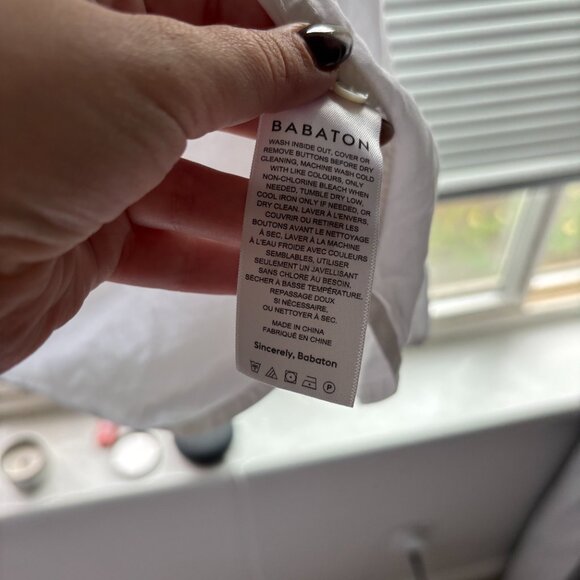 BABATON
WASH INSIDE OUT, COVER OR
REMOVE BUTTONS BEFORE DRY
CLEANING, MACHINE WASH COLD
WITH LIKE COLOURS, ONLY
NON-CHLORINE BLEACH WHEN
NEEDED, TUMBLE DRY LOW,
COOL IRON ONLY IF NEEDED, OR
DRY CLEAN. LAVER À L'ENVERS,
COUVRIR OU RETIRER LES
BOUTONS AVANT LE NETTOYAGE
À SEC. LAVER À LA MACHINE
À L'EAU FROIDE AVEC COULEURS
SEMBLABLES, UTILISER
SEULEMENT UN JAVELLISANT
SANS CHLORE AU BESOIN,
SÉCHER À BASSE TEMPÉRATURE,
REPASSAGE DOUX
SI NÉCESSAIRE,
OU NETTOYER À SEC.
MADE IN CHINA
FABRIQUÉ EN CHINE
Sincerely, Babaton
P